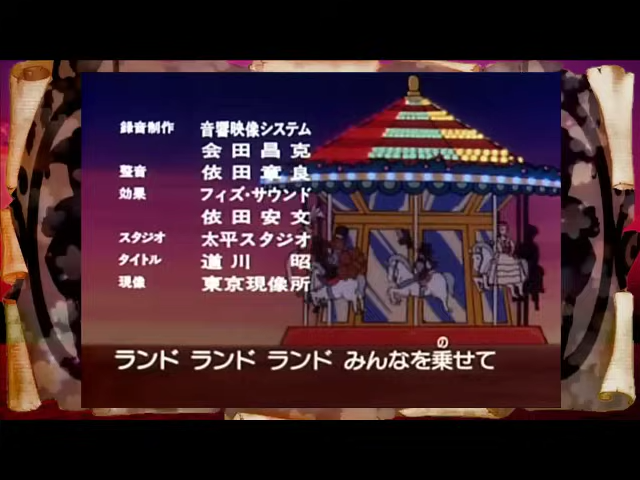 録音制作 音響映像システム
会田昌克
整音 依田章良
効果 フィズ・サウンド
依田安文
スタジオ 太平スタジオ
タイトル 道川 昭
現像 東京現像所
の
ランド ランド ランド みんなを乗せて